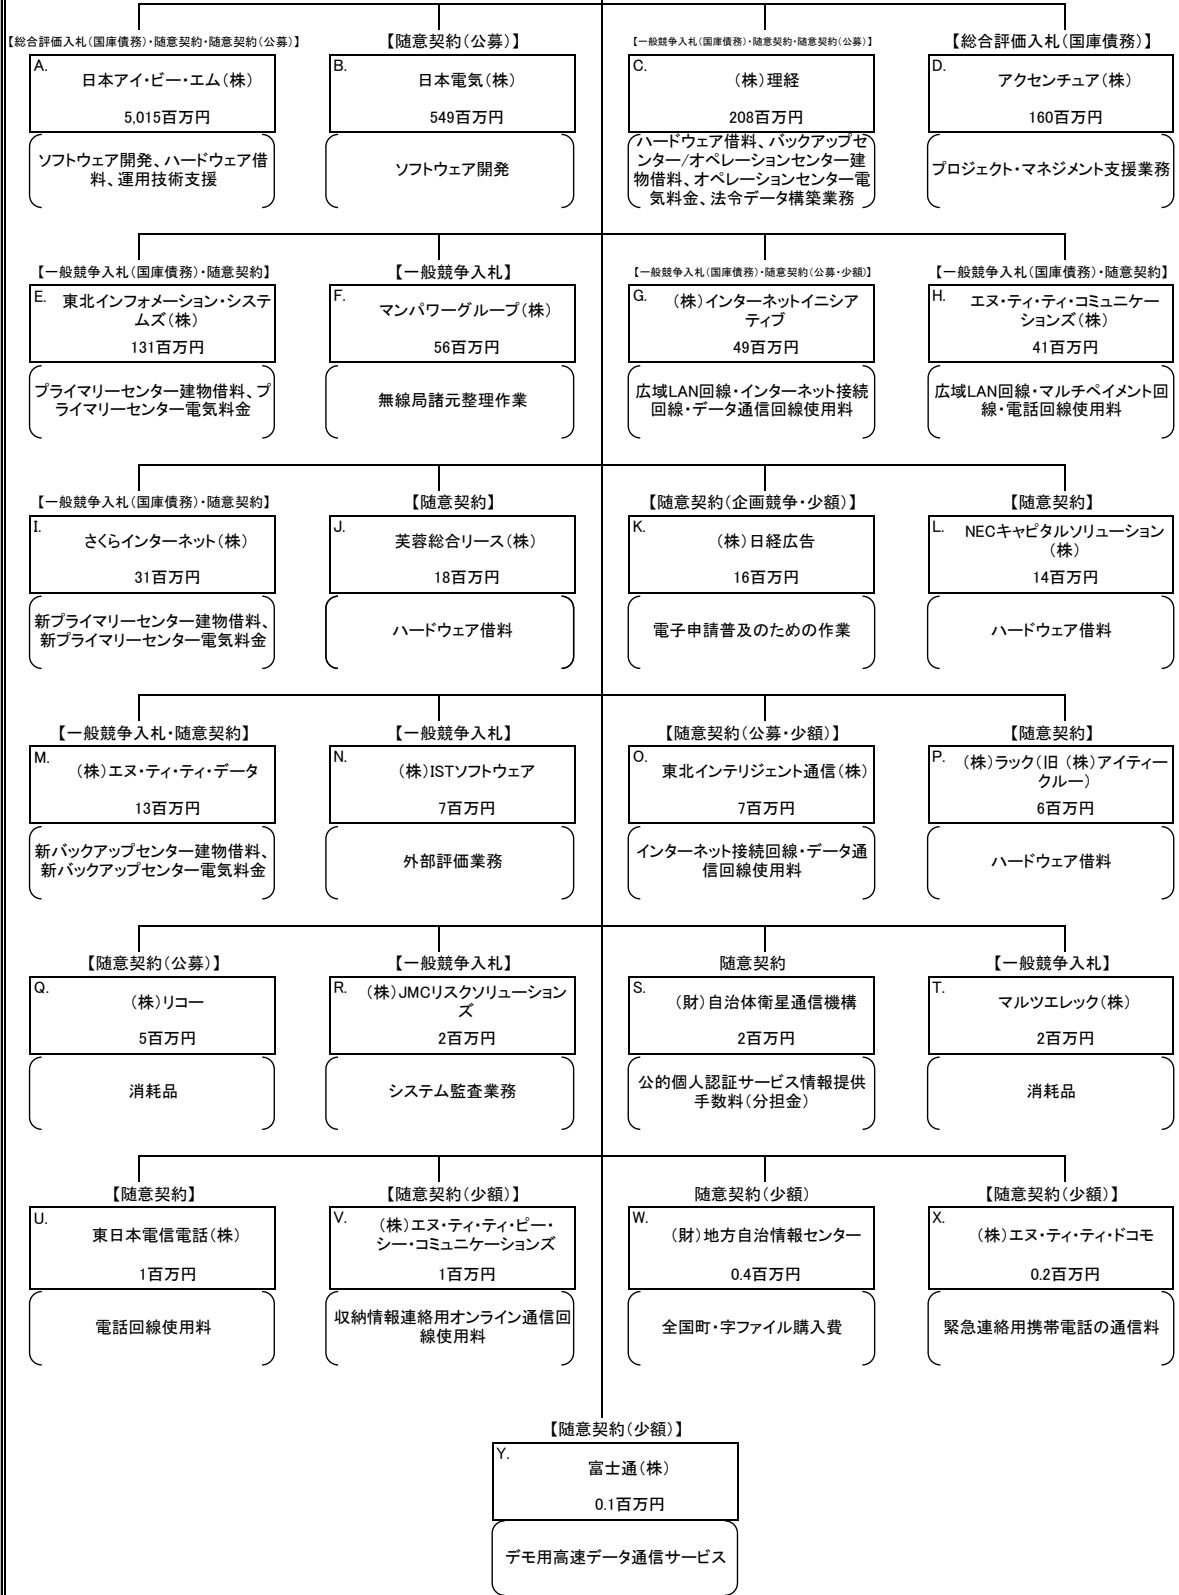 【総合評価入札(国庫債務)・随意契約・随意契約(公募)】
A.
日本アイ・ビー・エム(株)
5,015百万円
ソフトウェア開発、ハードウェア借
料、運用技術支援
【随意契約(公募)】
B.
日本電気(株)
549百万円
ソフトウェア開発
【一般競争入札(国庫債務)・随意契約・随意契約(公募)】
C.
(株)理経
208百万円
ハードウェア借料、バックアップセ
ンター/オペレーションセンター建
物借料、オペレーションセンター電
気料金、法令データ構築業務
【総合評価入札(国庫債務)】
D.
アクセンチュア(株)
160百万円
プロジェクト・マネジメント支援業務
【一般競争入札(国庫債務)・随意契約】
E.
東北インフォメーション・システ
ムズ(株)
131百万円
プライマリーセンター建物借料、プ
ライマリーセンター電気料金
【一般競争入札】
F.
マンパワーグループ(株)
56百万円
無線局諸元整理作業
【一般競争入札(国庫債務)・随意契約(公募・少額)】
G.
(株)インターネットイニシア
ティブ
49百万円
広域LAN回線・インターネット接続
回線・データ通信回線使用料
【一般競争入札(国庫債務)・随意契約】
H.
エヌ・ティ・ティ・コミュニケー
ションズ(株)
41百万円
広域LAN回線・マルチペイメント回
線・電話回線使用料
【一般競争入札(国庫債務)・随意契約】
I.
さくらインターネット(株)
31百万円
新プライマリーセンター建物借料、
新プライマリーセンター電気料金
【随意契約】
J.
芙蓉総合リース(株)
18百万円
ハードウェア借料
【随意契約(企画競争・少額)】
K.
(株)日経広告
16百万円
電子申請普及のための作業
【随意契約】
L.
NECキャピタルソリューション
(株)
14百万円
ハードウェア借料
【一般競争入札・随意契約】
M.
(株)エヌ・ティ・ティ・データ
13百万円
新バックアップセンター建物借料、
新バックアップセンター電気料金
【一般競争入札】
N.
(株)ISTソフトウェア
7百万円
外部評価業務
【随意契約(公募・少額)】
O.
東北インテリジェント通信(株)
7百万円
インターネット接続回線・データ通
信回線使用料
【随意契約】
P.
(株)ラック(旧 (株)アイティー
クルー)
6百万円
ハードウェア借料
【随意契約(公募)】
Q.
(株)リコー
5百万円
消耗品
【一般競争入札】
R.
(株)JMCリスクソリューション
ズ
2百万円
システム監査業務
随意契約
S.
(財)自治体衛星通信機構
2百万円
公的個人認証サービス情報提供
手数料(分担金)
【一般競争入札】
T.
マルツエレック(株)
2百万円
消耗品
【随意契約】
U.
東日本電信電話(株)
1百万円
電話回線使用料
【随意契約(少額)】
V.
(株)エヌ・ティ・ティ・ピー・
シー・コミュニケーションズ
1百万円
収納情報連絡用オンライン通信回
線使用料
随意契約(少額)
W.
(財)地方自治情報センター
0.4百万円
全国町・字ファイル購入費
【随意契約(少額)】
X.
(株)エヌ・ティ・ティ・ドコモ
0.2百万円
緊急連絡用携帯電話の通信料
【随意契約(少額)】
Y.
富士通(株)
0.1百万円
デモ用高速データ通信サービス